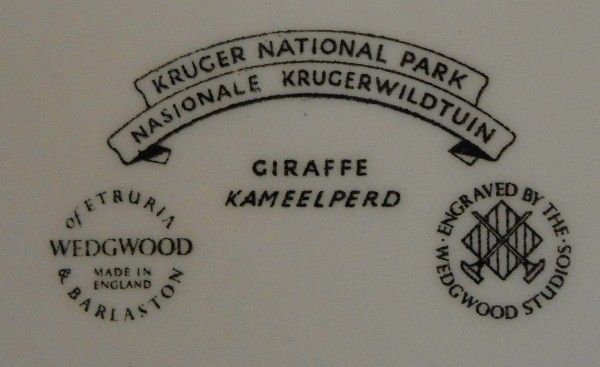 KRUGER NATIONAL PARK
NASIONALE KRUGERWILDTUIN
GIRAFFE
KAMEELPERD
of ETRURIA
WEDGWOOD
MADE IN
ENGLAND
& BARLASTON
· ENGRAVED BY THE ·
WEDGWOOD STUDIOS